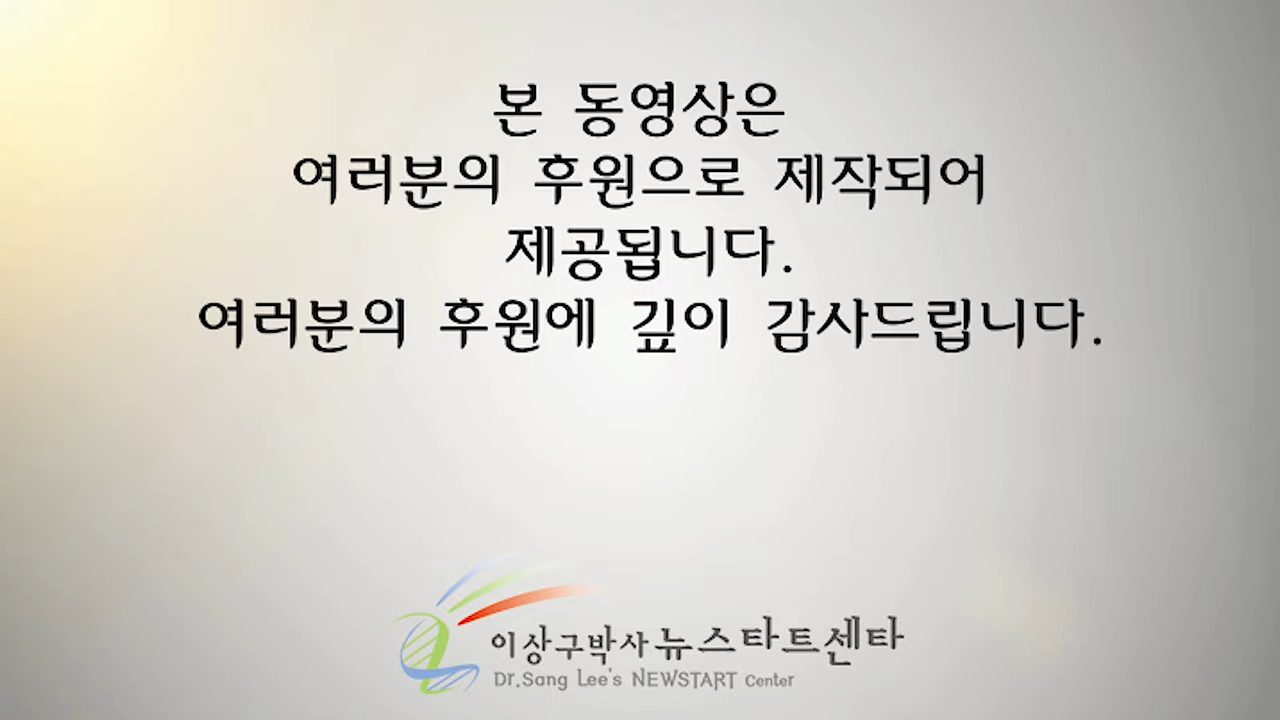 본 동영상은
여러분의 후원으로 제작되어
제공됩니다.
여러분의 후원에 깊이 감사드립니다.
이상구박사 뉴스타트센타
Dr.Sang Lee's NEWSTART Center